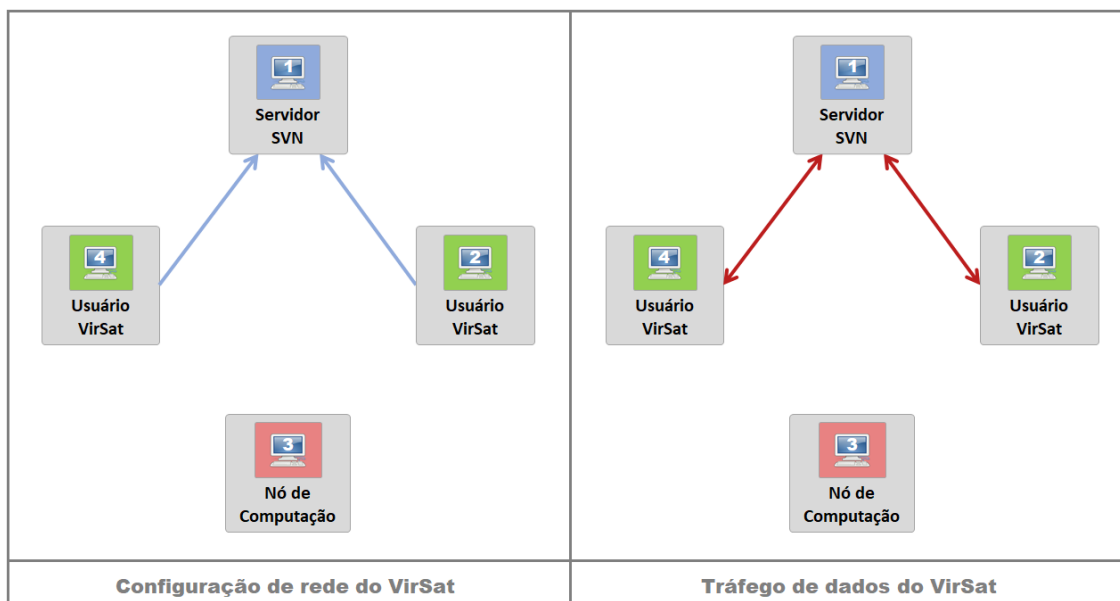 1
Servidor
SVN
4
Usuário
VirSat
2
Usuário
VirSat
3
Nó de
Computação
Configuração de rede do VirSat
1
Servidor
SVN
4
Usuário
VirSat
2
Usuário
VirSat
3
Nó de
Computação
Tráfego de dados do VirSat